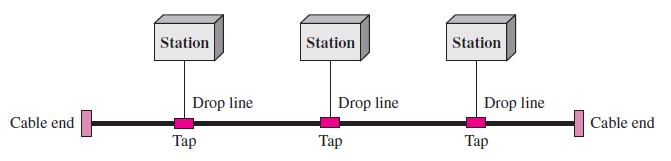 Station Station Station
Drop line Drop line Drop line
Cable end Cable end
Tap Tap Tap